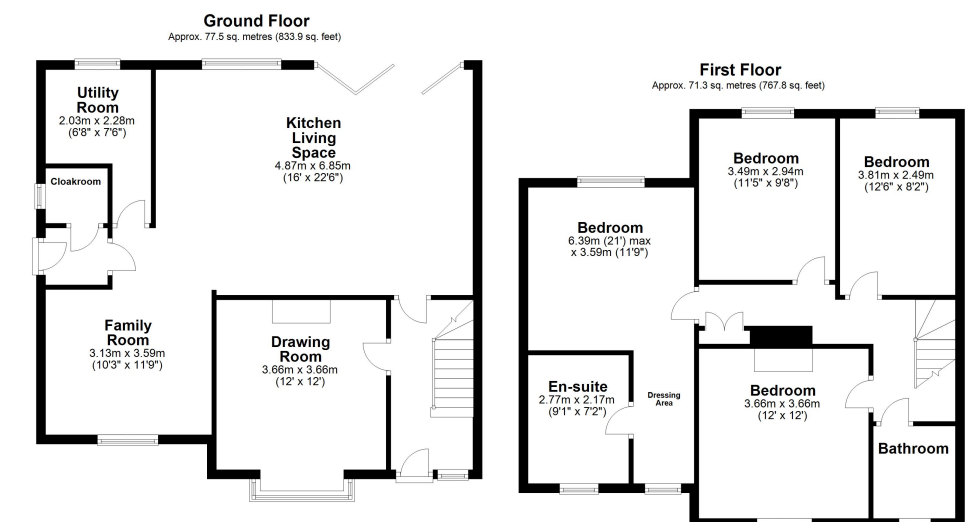 Ground Floor
Approx. 77.5 sq. metres (833.9 sq. feet)
Utility
Room
2.03m x 2.28m
(6'8" x 7'6")
Kitchen
Living
Space
4.87m x 6.85m
(16' x 22'6")
Cloakroom
Family
Room
3.13m x 3.59m
(10'3" x 11'9")
Drawing
Room
3.66m x 3.66m
(12' x 12')
First Floor
Approx. 71.3 sq. metres (767.8 sq. feet)
Bedroom
3.49m x 2.94m
(11'5" x 9'8")
Bedroom
3.81m x 2.49m
(12'6" x 8'2")
Bedroom
6.39m (21') max
x 3.59m (11'9")
En-suite
2.77m x 2.17m
(9'1" x 7'2")
Dressing
Area
Bedroom
3.66m x 3.66m
(12' x 12')
Bathroom